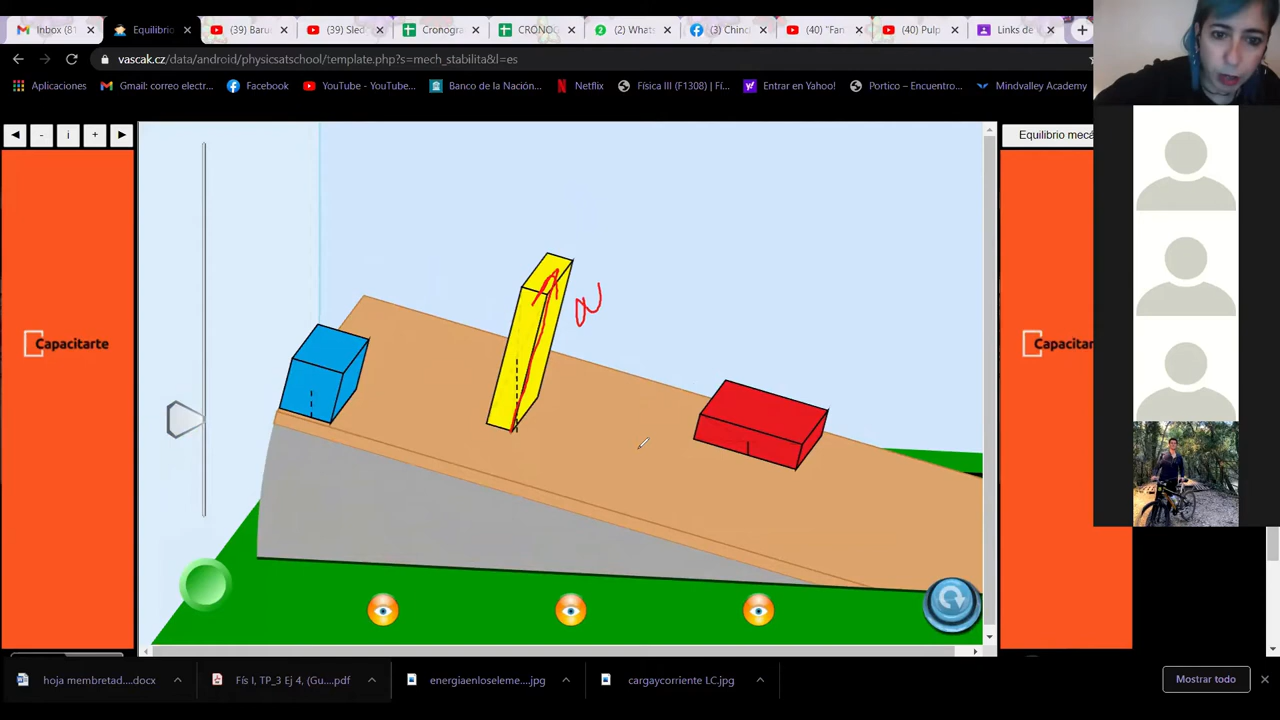 Inbox (81
Equilibrio
(39) Baru
(39) Sled
Cronogra
CRONOG
(2) Whats
(3) Chinc
(40) "Fan
(40) Pulp
Links de
vascak.cz/data/android/physicsatschool/template.php?s=mech_stabilita&l=es
Aplicaciones
Gmail: correo electr...
Facebook
YouTube - YouTube...
Banco de la Nación...
Netflix
Física III (F1308) | Fí...
Entrar en Yahoo!
Portico – Encuentro...
Mindvalley Academy
- i +
Equilibrio mecá
Capacitarte
Capacitar
N
hoja membretad....docx
Fís I, TP_3 Ej 4, (Gu....pdf
energiaenloseleme....jpg
cargaycorriente LC.jpg
Mostrar todo